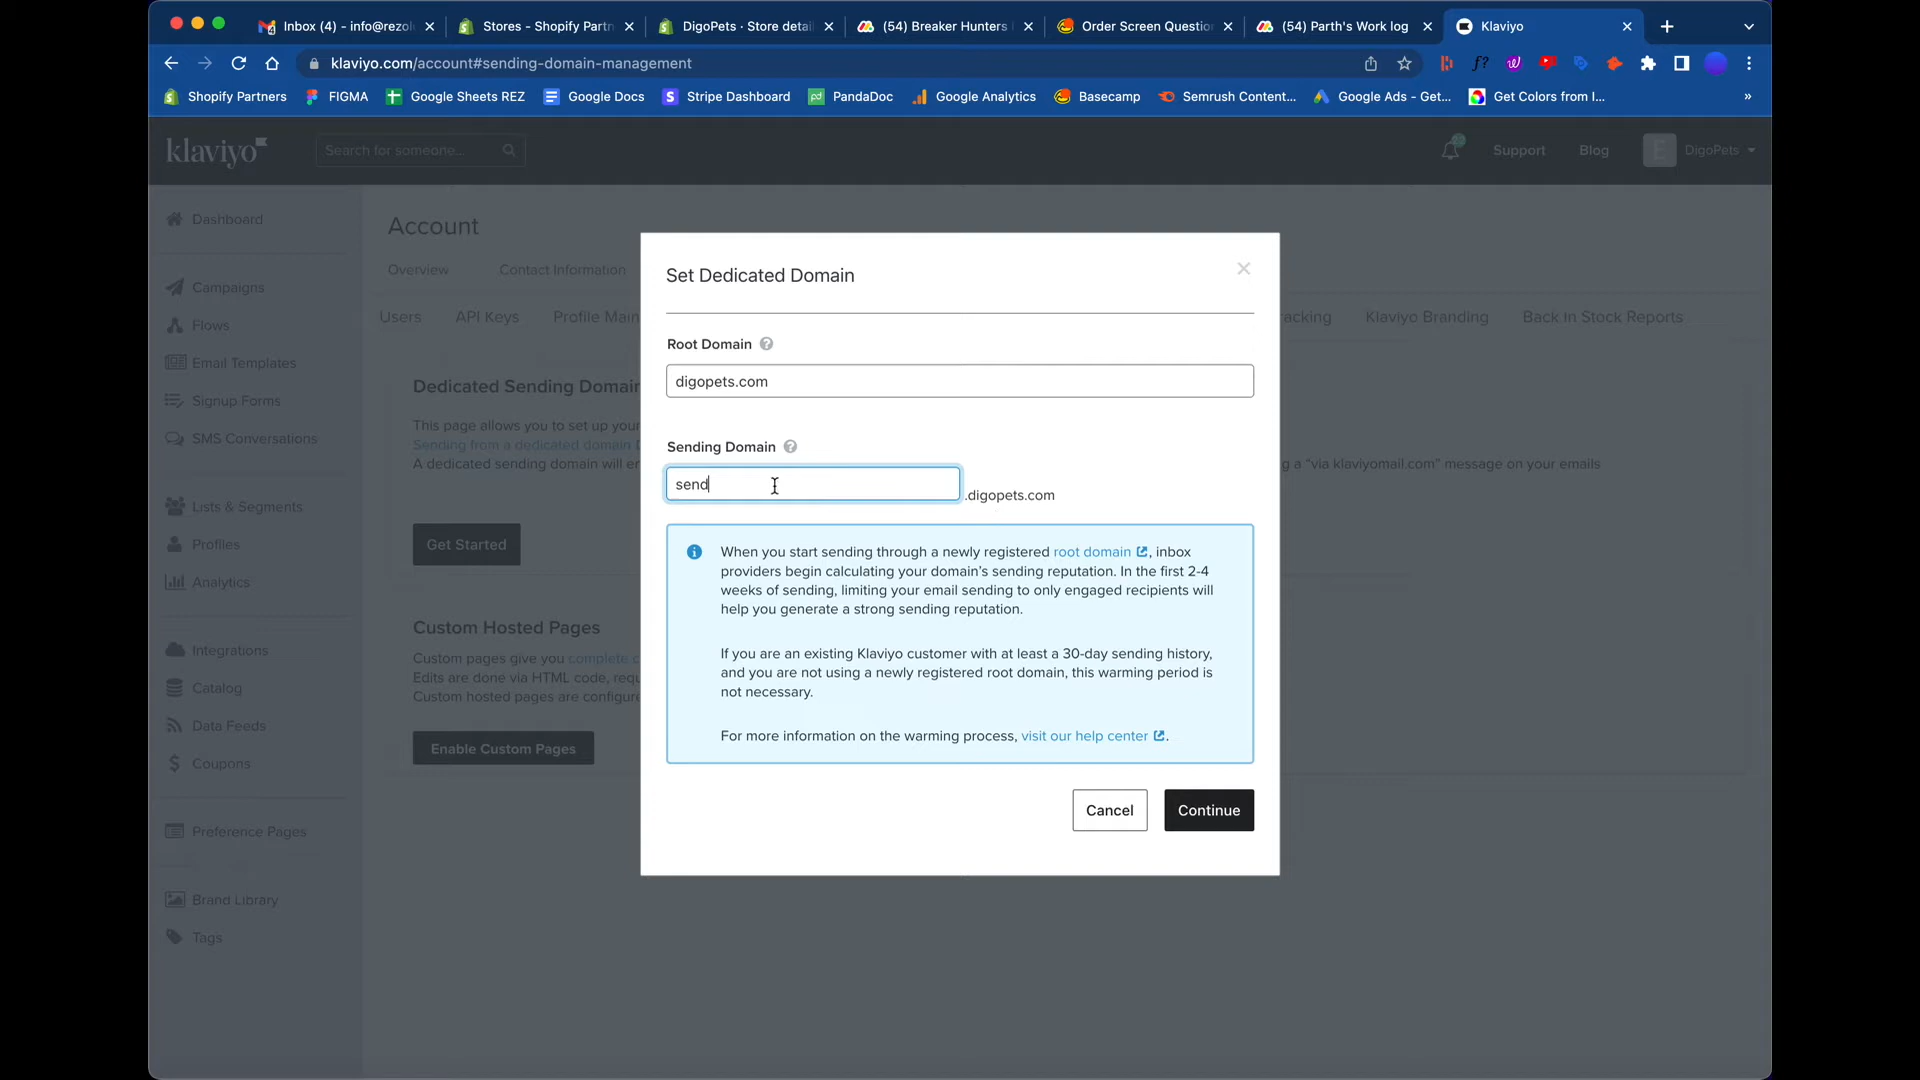 Inbox (4) - info@rezol
Stores - Shopify Partn
DigoPets · Store detai
(54) Breaker Hunters
Order Screen Question
(54) Parth's Work log
Klaviyo
klaviyo.com/account#sending-domain-management
Shopify Partners
FIGMA
Google Sheets REZ
Google Docs
Stripe Dashboard
PandaDoc
Google Analytics
Basecamp
Semrush Content...
Google Ads - Get...
Get Colors from I...
klaviyo
Search for someone...
Support
Blog
DigoPets
Dashboard
Campaigns
Flows
Email Templates
Signup Forms
SMS Conversations
Lists & Segments
Profiles
Analytics
Integrations
Catalog
Data Feeds
Coupons
Preference Pages
Brand Library
Tags
Account
Overview
Contact Information
Users
API Keys
Profile Main
acking
Klaviyo Branding
Back In Stock Reports
Dedicated Sending Domain
This page allows you to set up your
Sending from a dedicated domain
A dedicated sending domain will en
g a "via klaviyomail.com" message on your emails
Get Started
Custom Hosted Pages
Custom pages give you complete c
Edits are done via HTML code, requ
Custom hosted pages are configure
Enable Custom Pages
Set Dedicated Domain
Root Domain
digopets.com
Sending Domain
send
.digopets.com
When you start sending through a newly registered root domain, inbox
providers begin calculating your domain's sending reputation. In the first 2-4
weeks of sending, limiting your email sending to only engaged recipients will
help you generate a strong sending reputation.
If you are an existing Klaviyo customer with at least a 30-day sending history,
and you are not using a newly registered root domain, this warming period is
not necessary.
For more information on the warming process, visit our help center.
Cancel
Continue